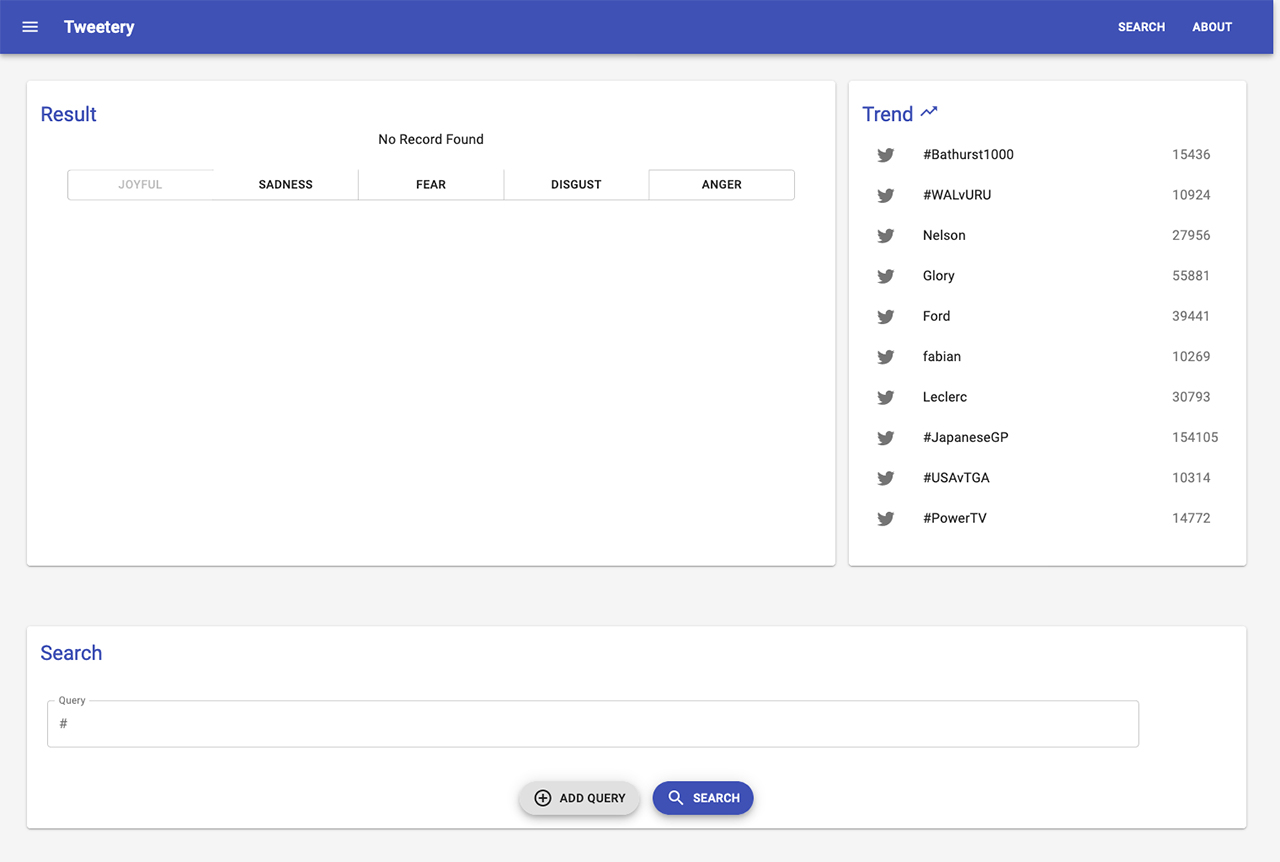 Tweetery SEARCH ABOUT
Result
No Record Found
JOYFUL SADNESS FEAR DISGUST ANGER
Trend
#Bathurst1000 15436
#WALvURU 10924
Nelson 27956
Glory 55881
Ford 39441
fabian 10269
Leclerc 30793
#JapaneseGP 154105
#USAvTGA 10314
#PowerTV 14772
Search
Query
#
ADD QUERY SEARCH